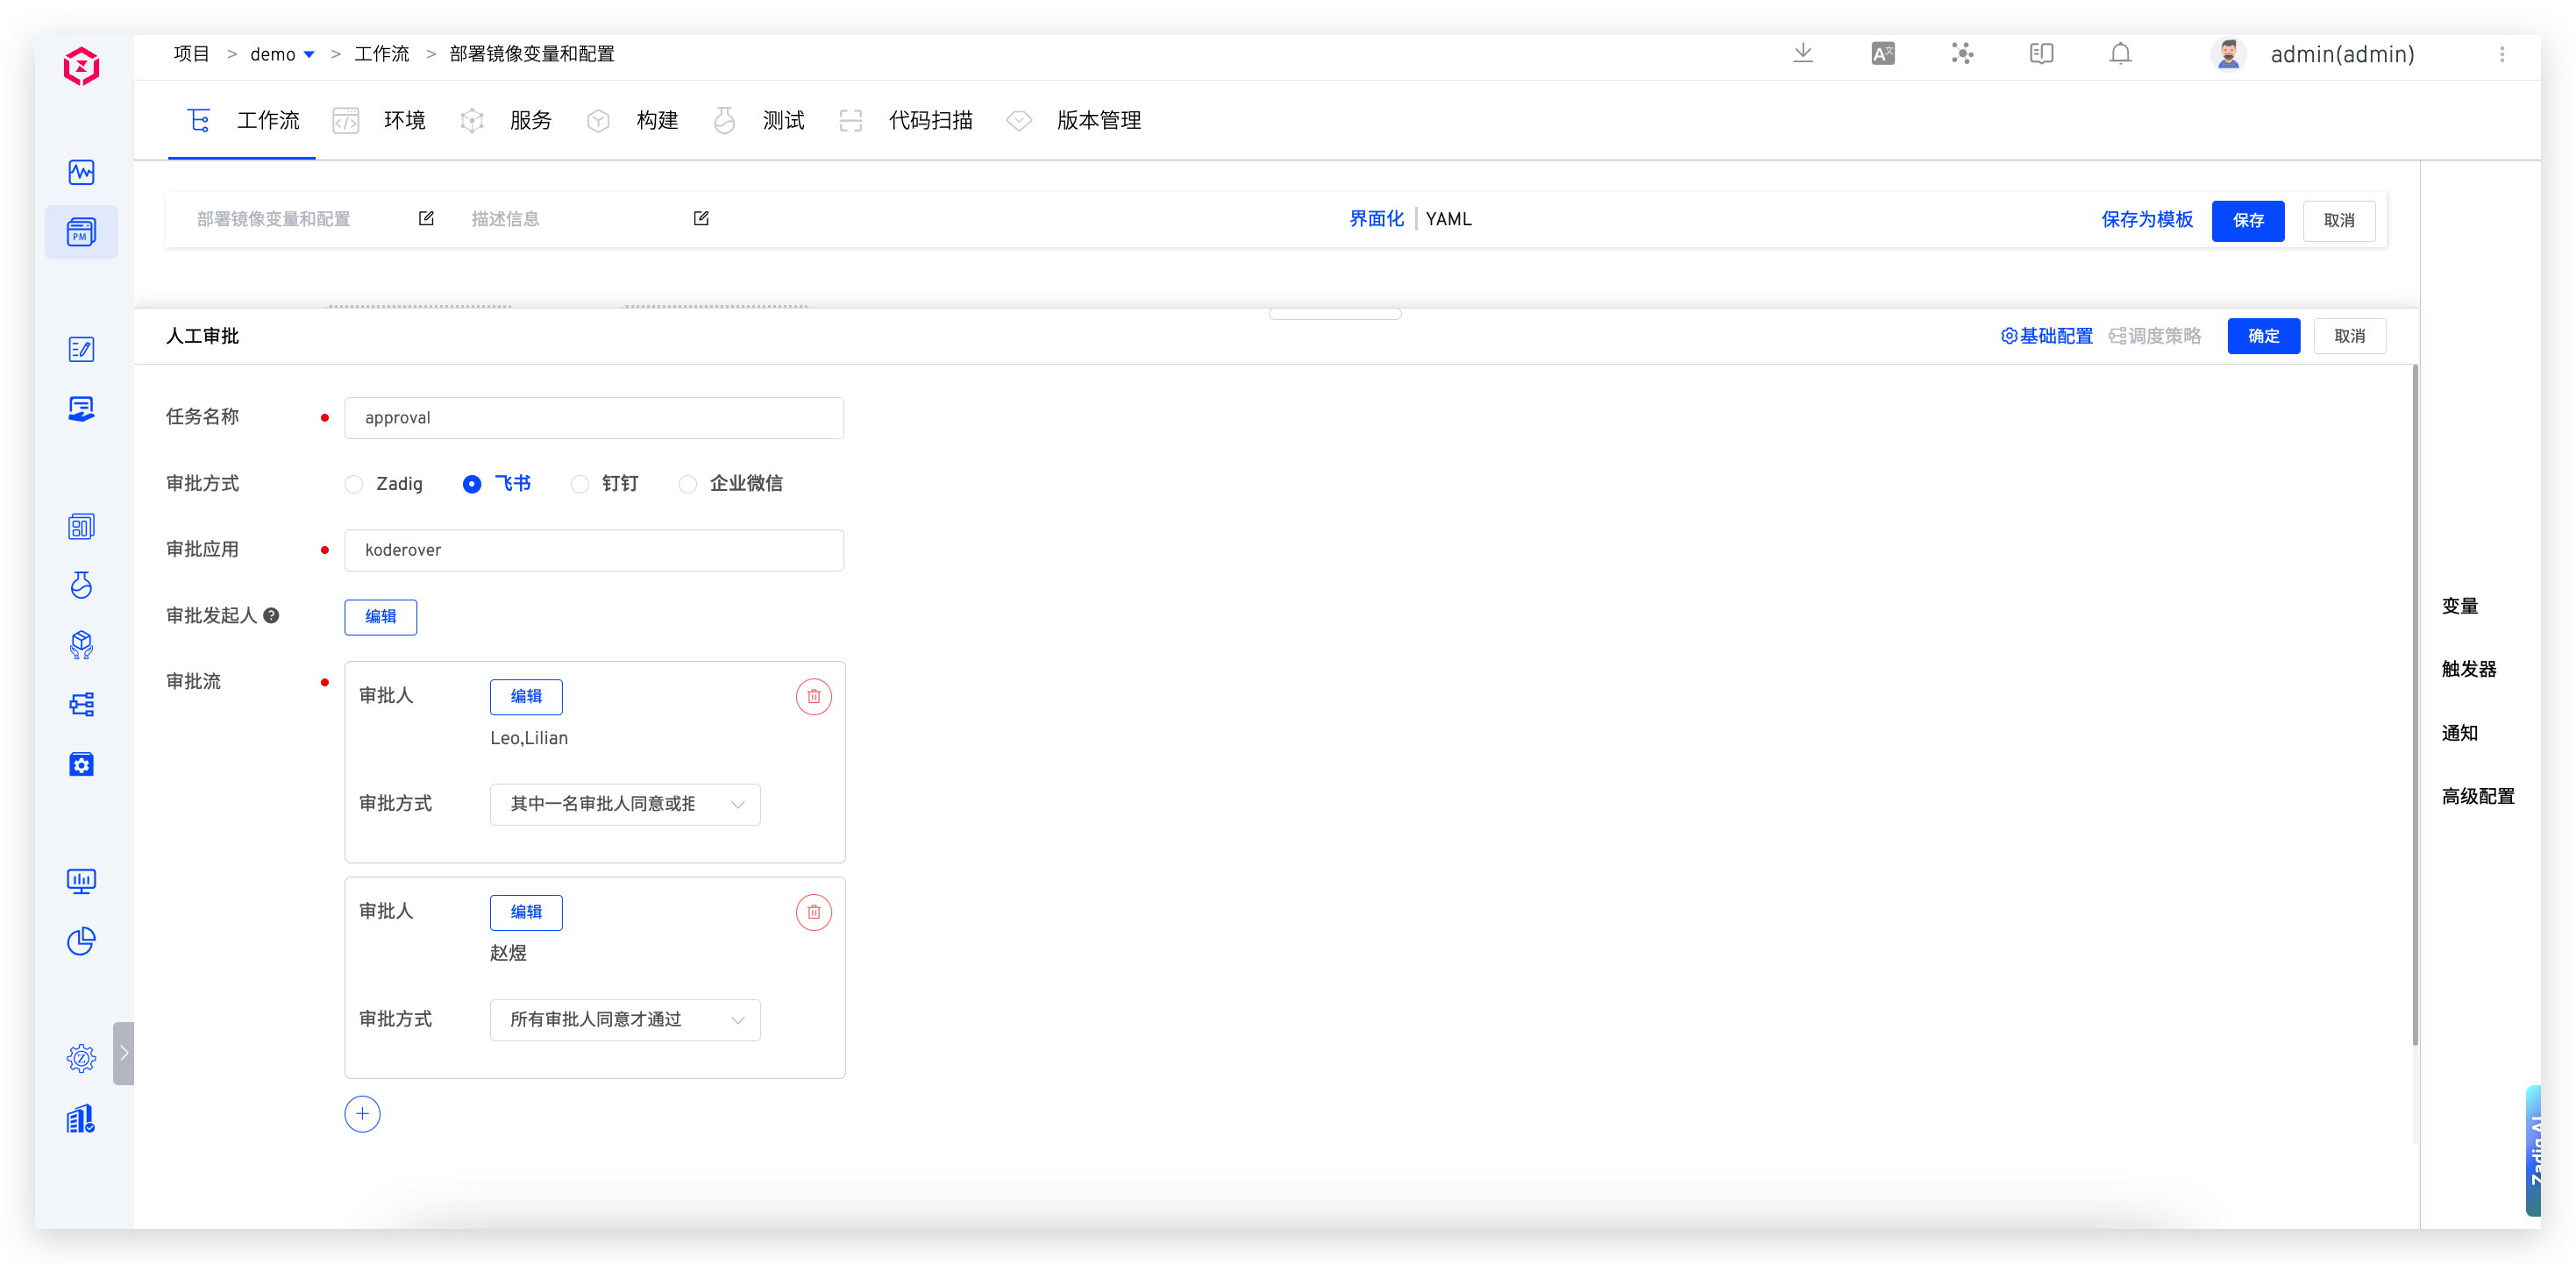 项目 > demo > 工作流 > 部署镜像变量和配置
admin(admin)
工作流 环境 服务 构建 测试 代码扫描 版本管理
PM
部署镜像变量和配置 描述信息 界面化 YAML 保存为模板 保存 取消
人工审批 基础配置 调度策略 确定 取消
任务名称 approval
审批方式 Zadig 飞书 钉钉 企业微信
审批应用 koderover
审批发起人 编辑
审批流
审批人 编辑
Leo,Lilian
审批方式 其中一名审批人同意或拒
审批人 编辑
赵煜
审批方式 所有审批人同意才通过
变量
触发器
通知
高级配置
Zadig AI